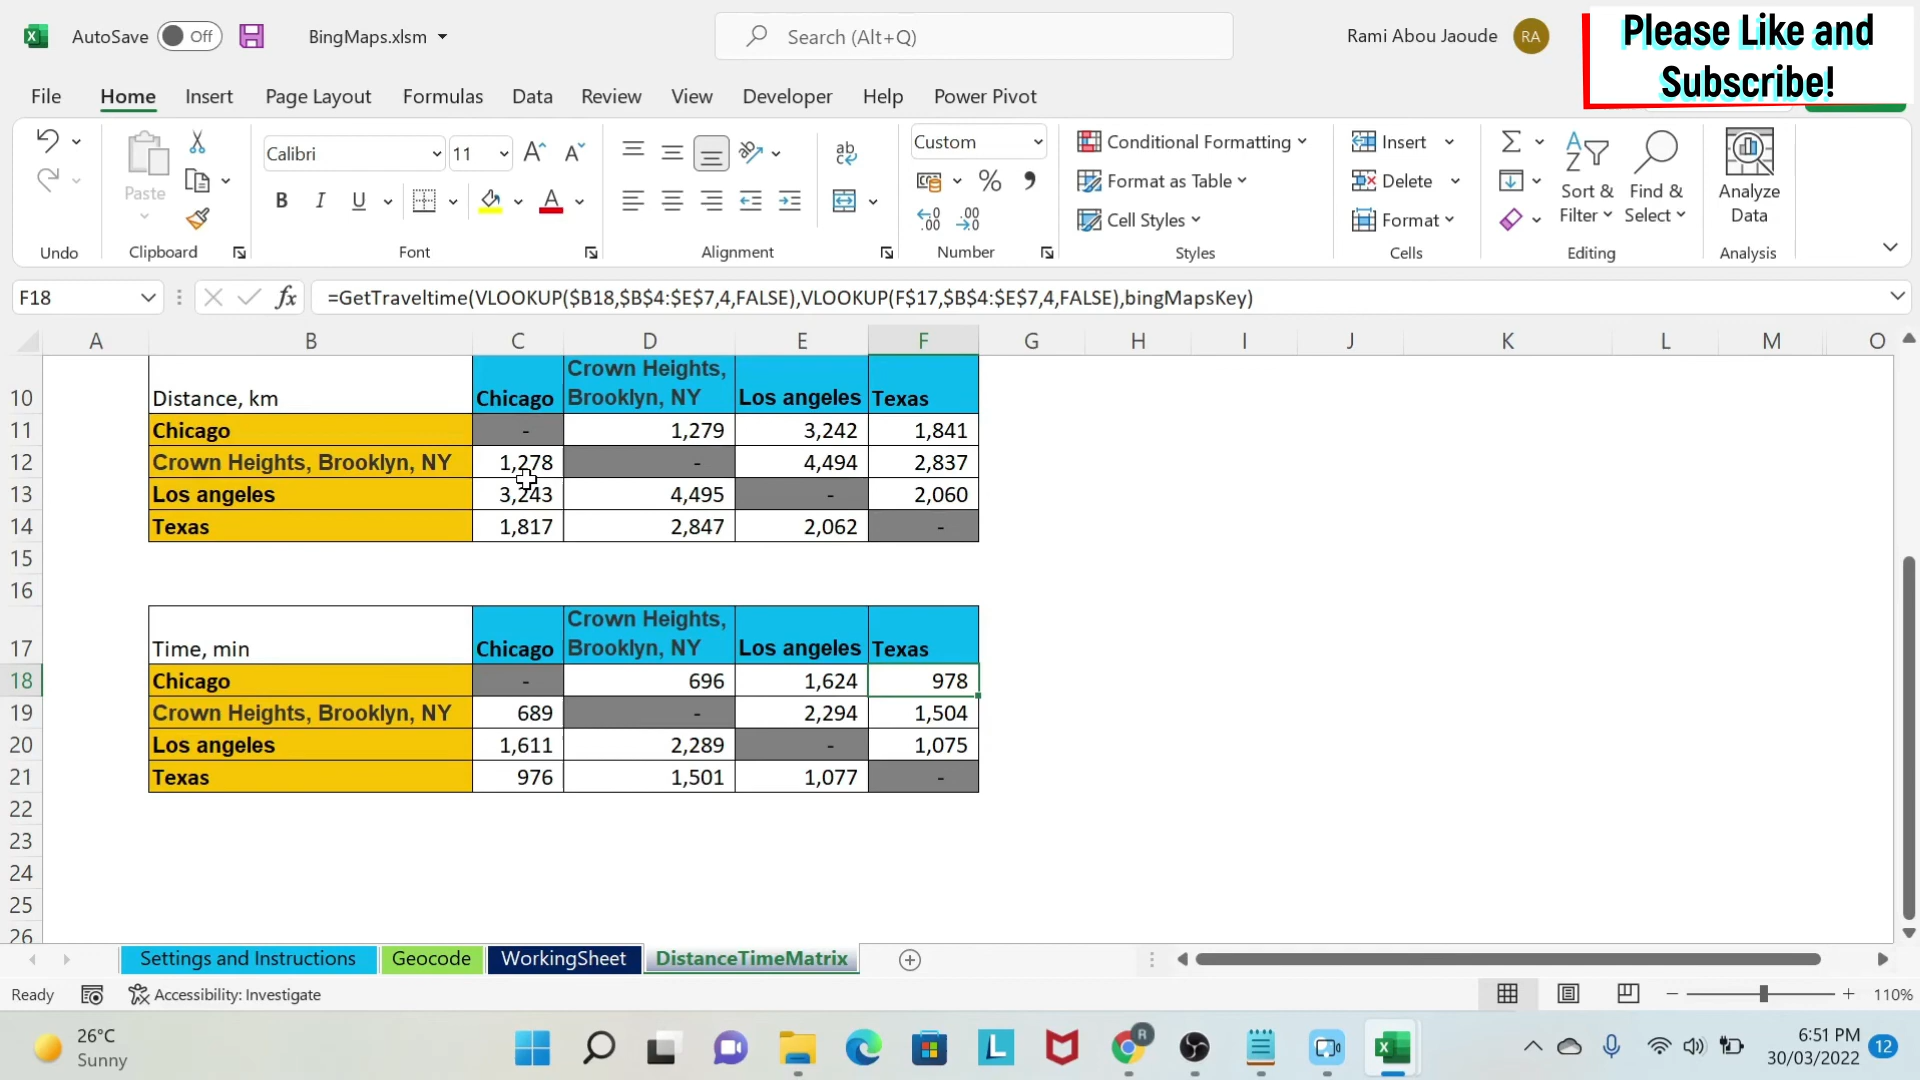 AutoSave Off BingMaps.xlsm Search (Alt+Q) Rami Abou Jaoude RA
Please Like and
Subscribe!
File Home Insert Page Layout Formulas Data Review View Developer Help Power Pivot
Undo
Paste
Clipboard
Calibri 11
B I U
Font
Alignment
Custom
Number
Conditional Formatting
Format as Table
Cell Styles
Styles
Insert
Delete
Format
Cells
Sort &
Filter
Find &
Select
Editing
Analyze
Data
Analysis
F18 fx =GetTraveltime(VLOOKUP($B18,$B$4:$E$7,4,FALSE),VLOOKUP(F$17,$B$4:$E$7,4,FALSE),bingMapsKey)
A B C D E F G H I J K L M O
Crown Heights,
10 Distance, km Chicago Brooklyn, NY Los angeles Texas
11 Chicago - 1,279 3,242 1,841
12 Crown Heights, Brooklyn, NY 1,278 - 4,494 2,837
13 Los angeles 3,243 4,495 - 2,060
14 Texas 1,817 2,847 2,062 -
15
16
Crown Heights,
17 Time, min Chicago Brooklyn, NY Los angeles Texas
18 Chicago - 696 1,624 978
19 Crown Heights, Brooklyn, NY 689 - 2,294 1,504
20 Los angeles 1,611 2,289 - 1,075
21 Texas 976 1,501 1,077 -
22
23
24
25
26
Settings and Instructions Geocode WorkingSheet DistanceTimeMatrix
Ready Accessibility: Investigate 110%
26°C
Sunny
6:51 PM
30/03/2022
12